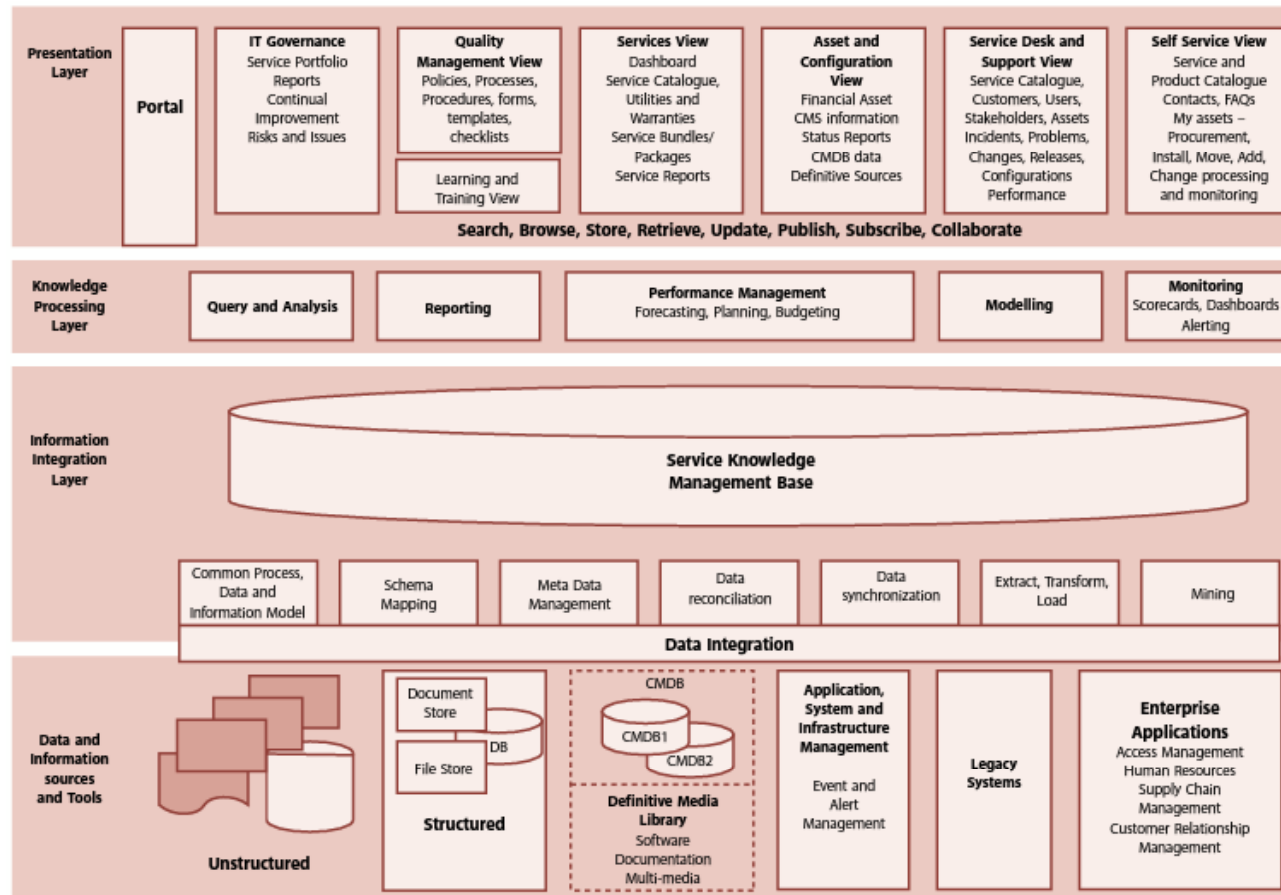 Presentation
Layer
Portal
IT Governance
Service Portfolio
Reports
Continual
Improvement
Risks and Issues
Quality
Management View
Policies, Processes,
Procedures, forms,
templates,
checklists
Learning and
Training View
Services View
Dashboard
Service Catalogue,
Utilities and
Warranties
Service Bundles/
Packages
Service Reports
Asset and
Configuration
View
Financial Asset
CMS information
Status Reports
CMDB data
Definitive Sources
Service Desk and
Support View
Service Catalogue,
Customers, Users,
Stakeholders, Assets
Incidents, Problems,
Changes, Releases,
Configurations
Performance
Self Service View
Service and
Product Catalogue
Contacts, FAQs
My assets –
Procurement,
Install, Move, Add,
Change processing
and monitoring
Search, Browse, Store, Retrieve, Update, Publish, Subscribe, Collaborate
Knowledge
Processing
Layer
Query and Analysis
Reporting
Performance Management
Forecasting, Planning, Budgeting
Modelling
Monitoring
Scorecards, Dashboards
Alerting
Information
Integration
Layer
Service Knowledge
Management Base
Common Process,
Data and
Information Model
Schema
Mapping
Meta Data
Management
Data
reconciliation
Data
synchronization
Extract, Transform,
Load
Mining
Data Integration
Data and
Information
sources
and Tools
Unstructured
Document
Store
DB
File Store
Structured
CMDB
CMDB1
CMDB2
Definitive Media
Library
Software
Documentation
Multi-media
Application,
System and
Infrastructure
Management
Event and
Alert
Management
Legacy
Systems
Enterprise
Applications
Access Management
Human Resources
Supply Chain
Management
Customer Relationship
Management